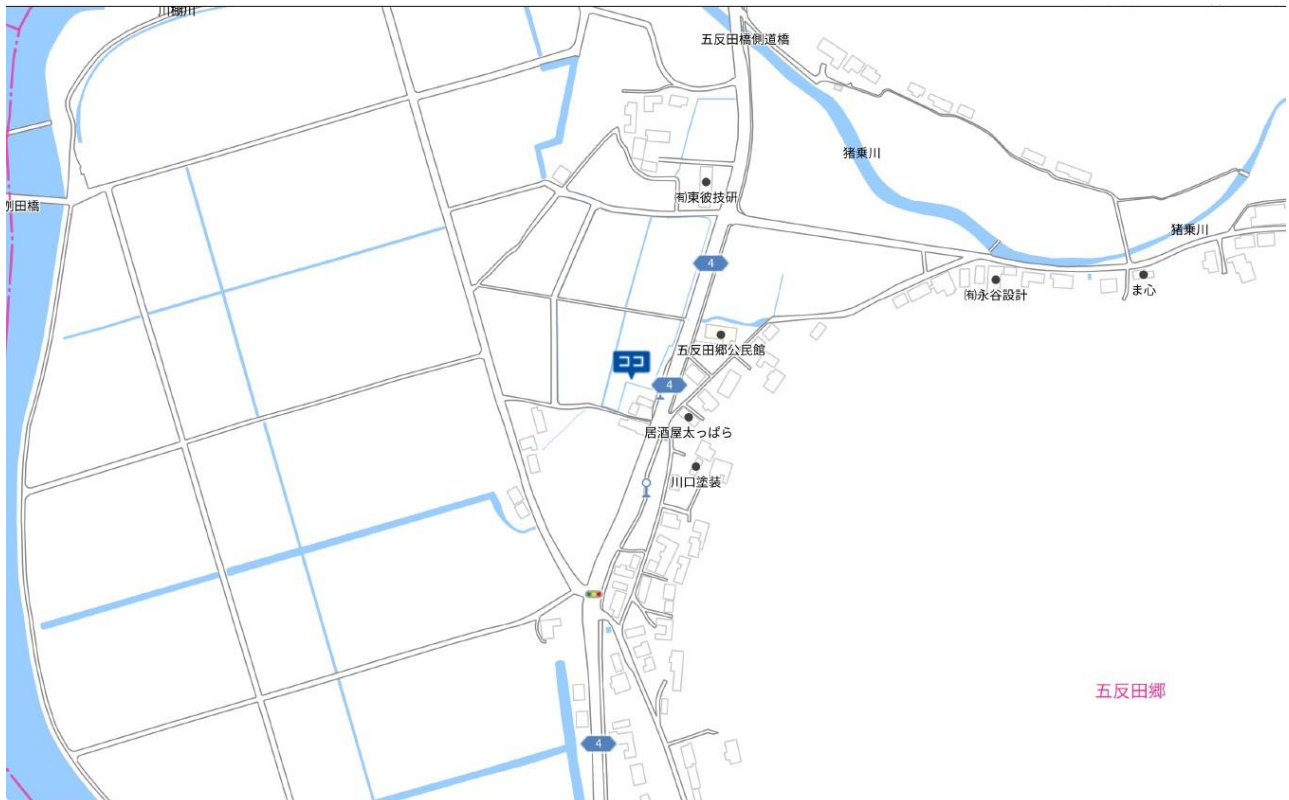 川棚川
五反田橋側道橋
猪乗川
㈲東彼技研
田橋
猪乗川
4
㈲永谷設計
ま心
五反田郷公民館
ココ
4
居酒屋太っぱら
川口塗装
五反田郷
4